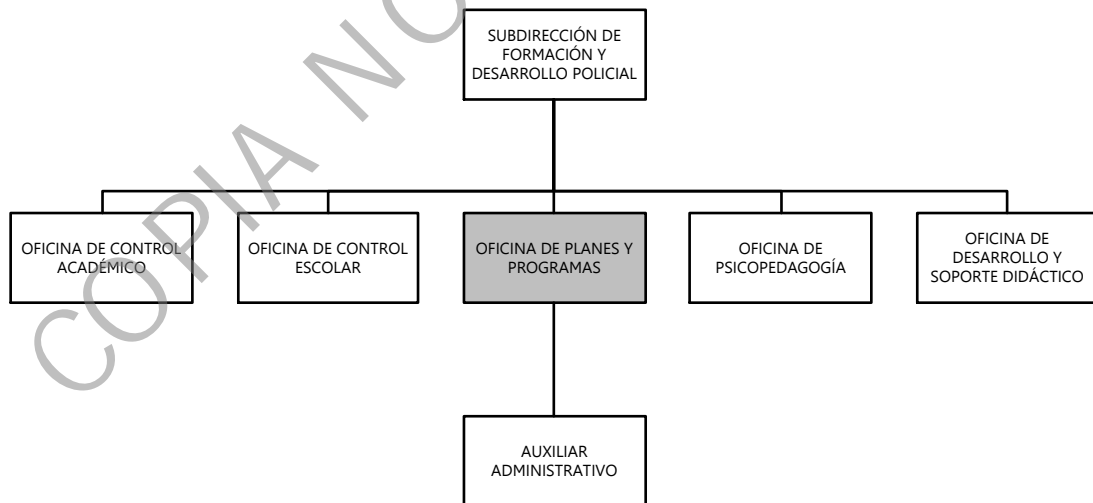 SUBDIRECCIÓN DE
FORMACIÓN Y
DESARROLLO POLICIAL
OFICINA DE CONTROL
ACADÉMICO
OFICINA DE CONTROL
ESCOLAR
OFICINA DE PLANES Y
PROGRAMAS
OFICINA DE
PSICOPEDAGOGÍA
OFICINA DE
DESARROLLO Y
SOPORTE DIDÁCTICO
AUXILIAR
ADMINISTRATIVO
COPIA NO